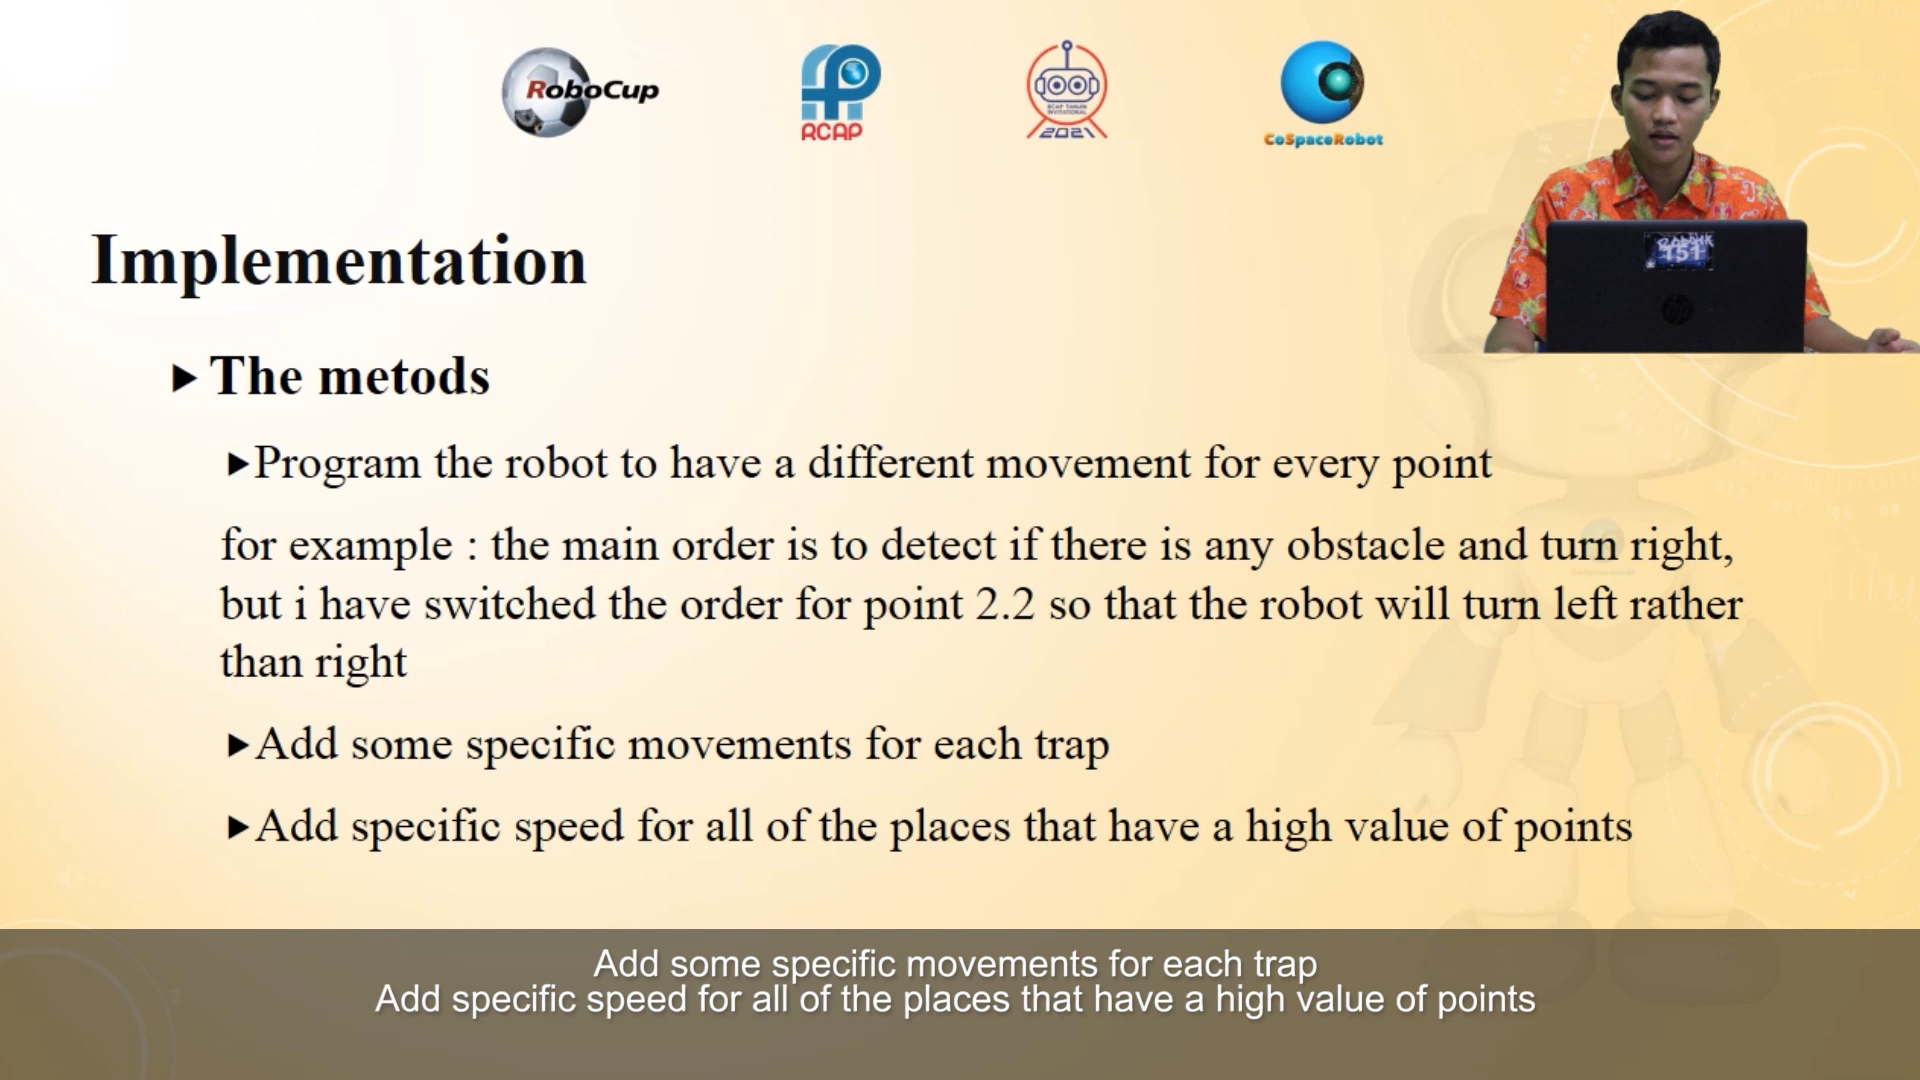 RoboCup
RCAP
RCAP TIANJIN
INVITATIONAL
2021
CoSpaceRobot
151
Implementation
The metods
Program the robot to have a different movement for every point
for example : the main order is to detect if there is any obstacle and turn right,
but i have switched the order for point 2.2 so that the robot will turn left rather
than right
Add some specific movements for each trap
Add specific speed for all of the places that have a high value of points
Add some specific movements for each trap
Add specific speed for all of the places that have a high value of points